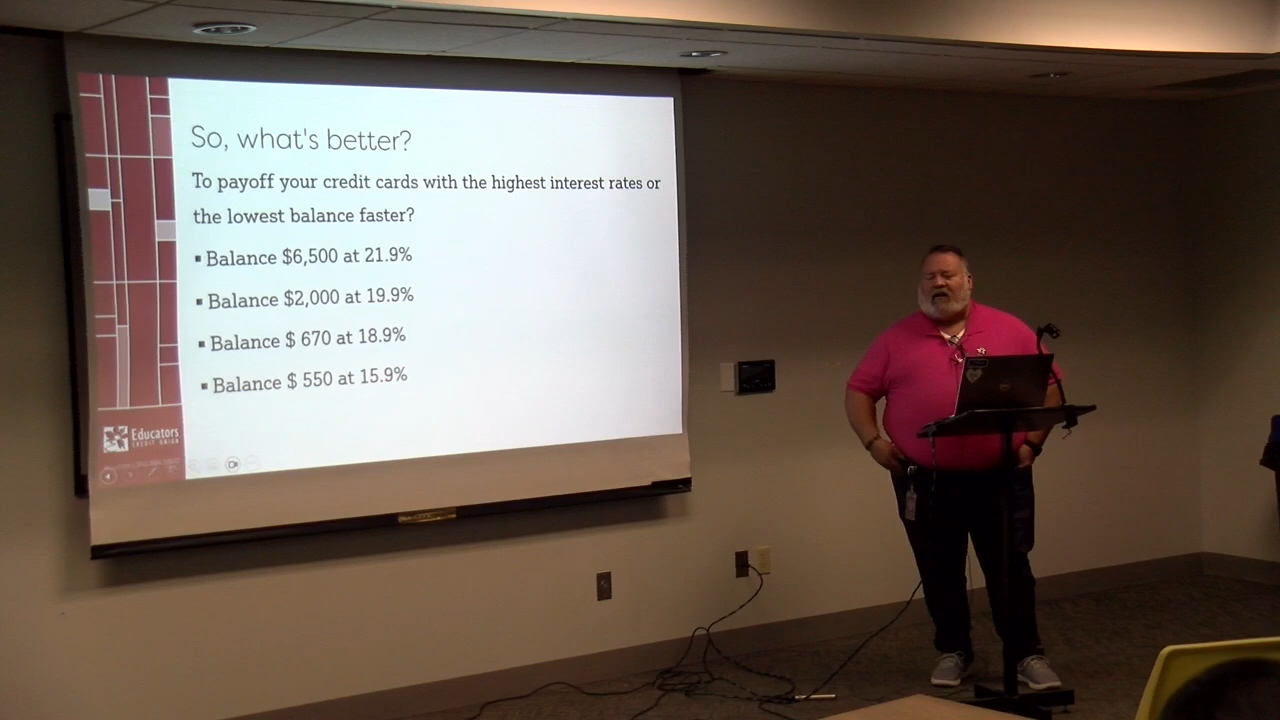 So, what's better?
To payoff your credit cards with the highest interest rates or
the lowest balance faster?
▪ Balance $6,500 at 21.9%
▪ Balance $2,000 at 19.9%
▪ Balance $ 670 at 18.9%
▪ Balance $ 550 at 15.9%
Educators
CREDIT UNION